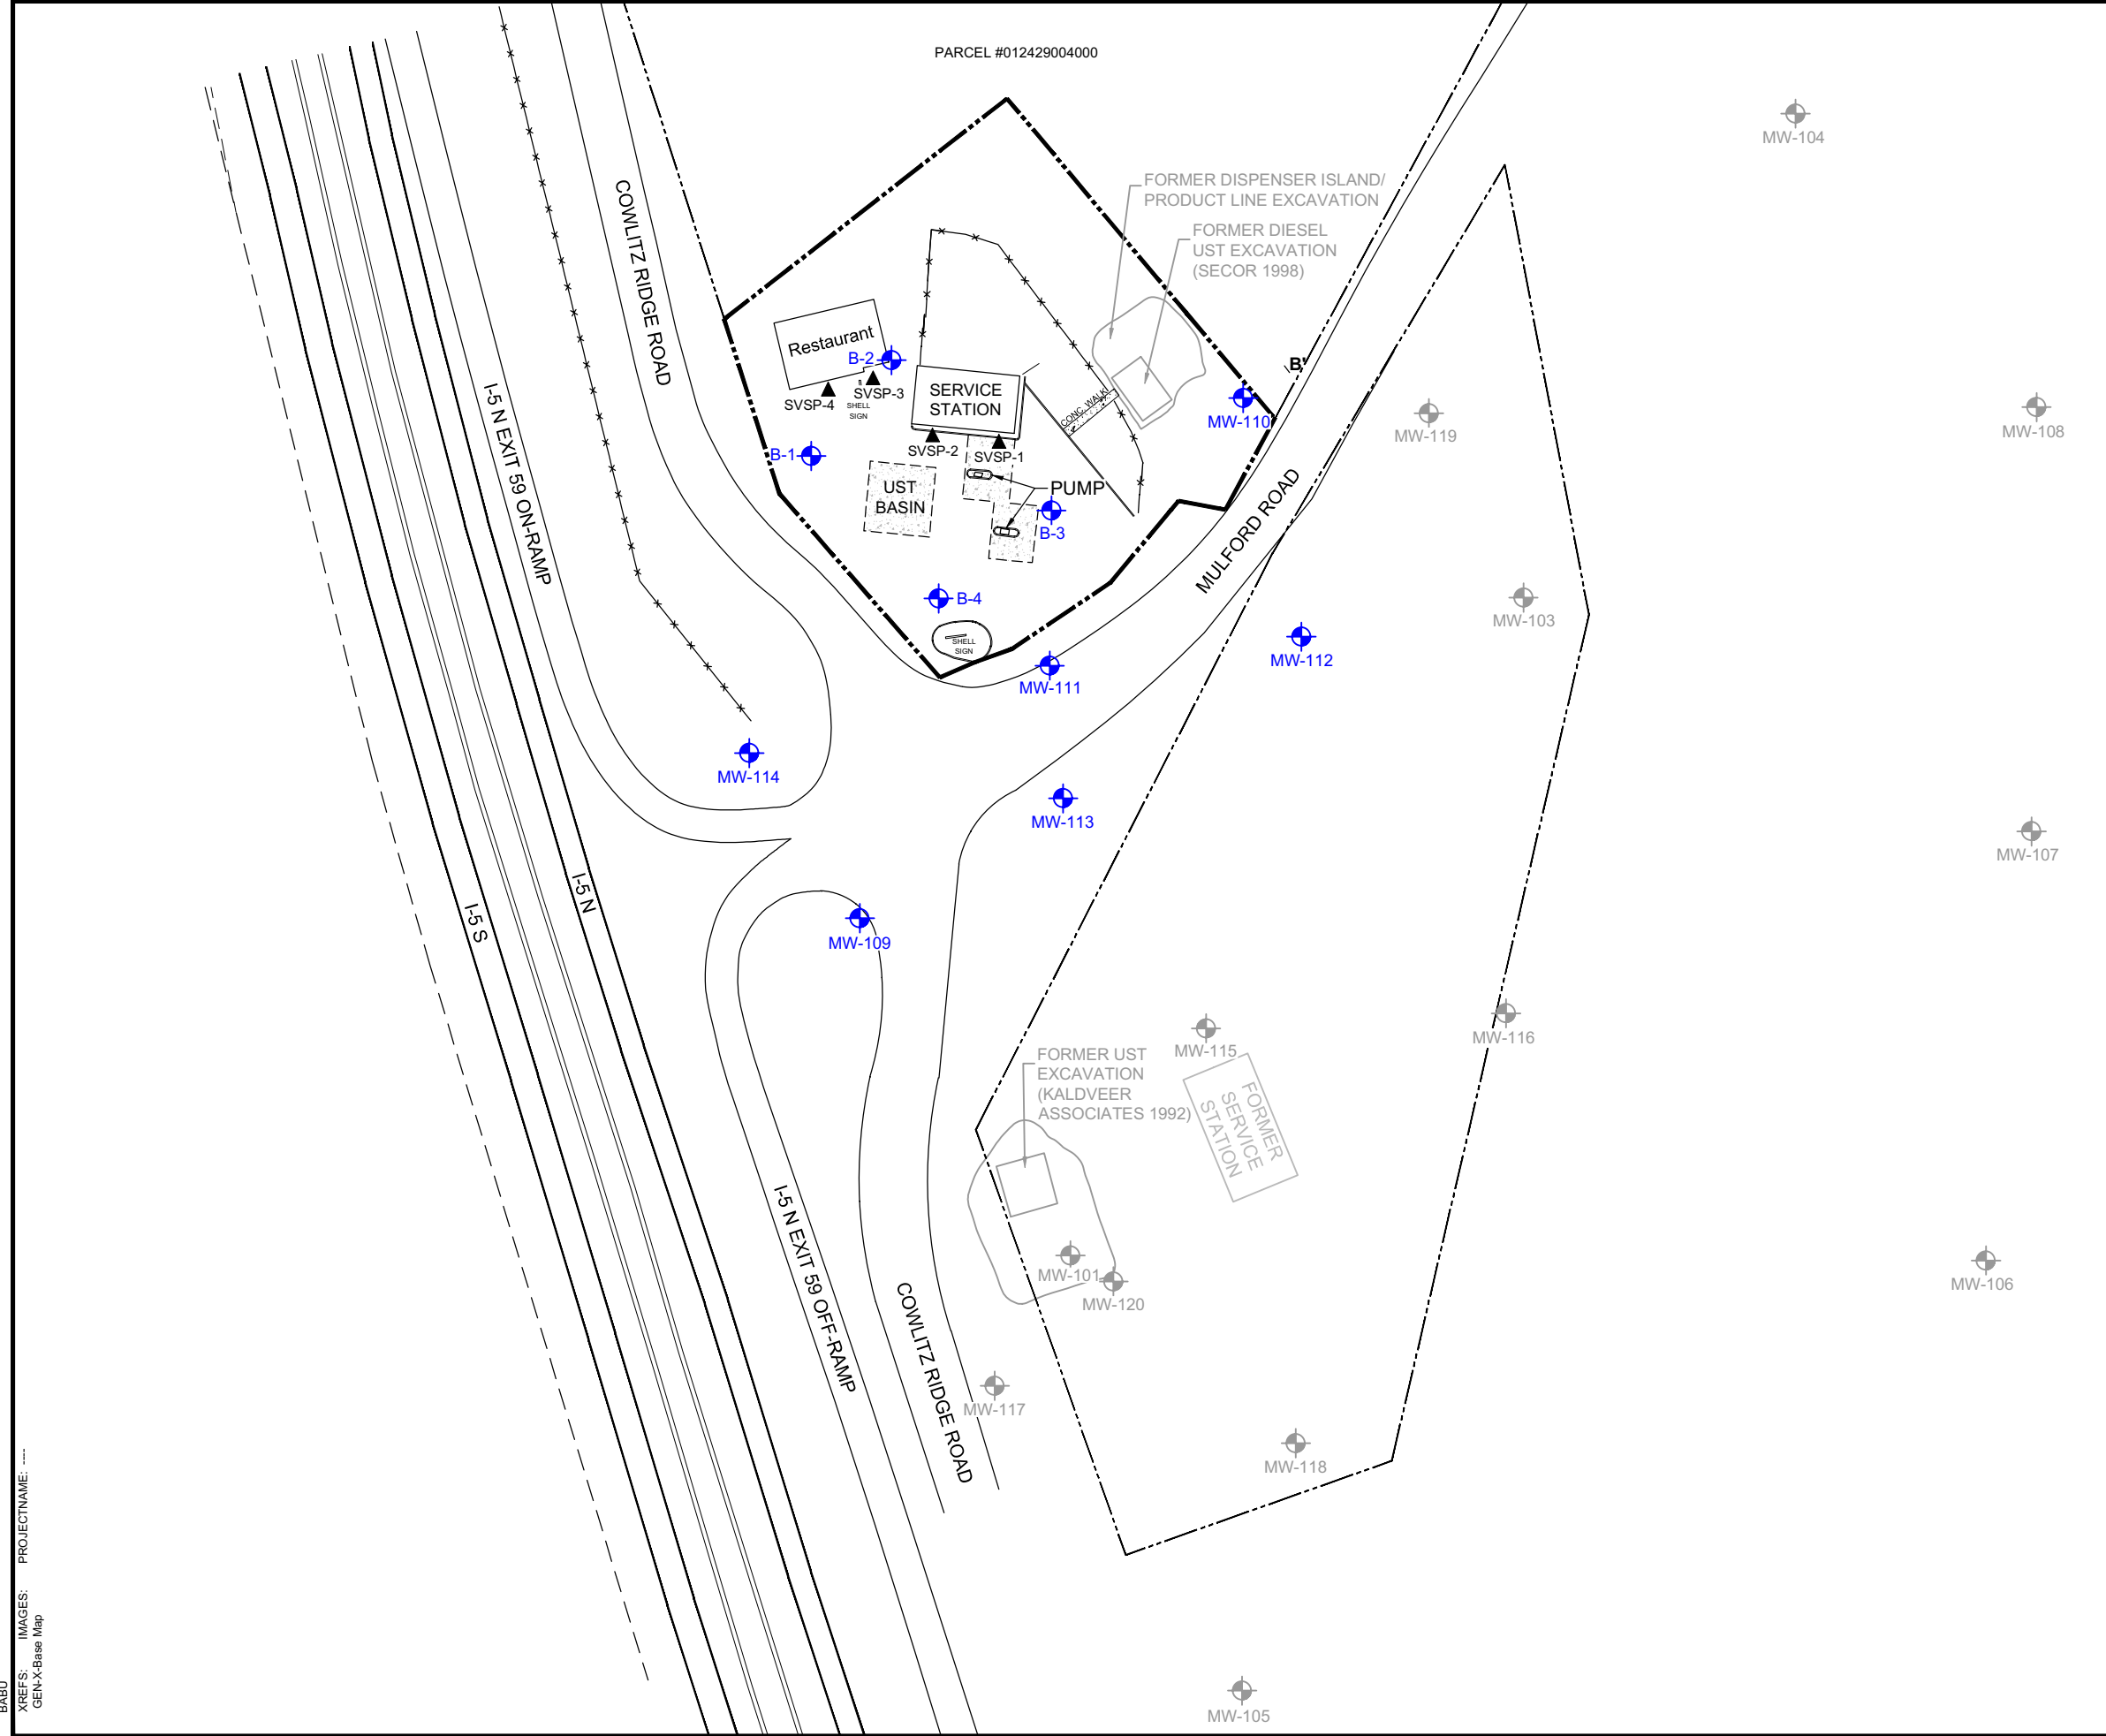 PARCEL #012429004000
MW-104
FORMER DISPENSER ISLAND/
PRODUCT LINE EXCAVATION
FORMER DIESEL
UST EXCAVATION
(SECOR 1998)
COWLITZ RIDGE ROAD
Restaurant
B-2
SVSP-3
SVSP-4
SHELL
SIGN
SERVICE
STATION
CONC. WALK
B'
MW-110
MW-119
MW-108
I-5 N EXIT 59 ON-RAMP
B-1
SVSP-2
SVSP-1
UST
BASIN
PUMP
B-3
MULFORD ROAD
B-4
SHELL
SIGN
MW-103
MW-112
MW-111
MW-114
MW-113
MW-107
I-5 N
I-5 S
MW-109
MW-116
MW-115
FORMER UST
EXCAVATION
(KALDVEER
ASSOCIATES 1992)
FORMER
SERVICE
STATION
MW-101
MW-120
MW-106
I-5 N EXIT 59 OFF-RAMP
COWLITZ RIDGE ROAD
MW-117
MW-118
MW-105
BABU
XREFS: IMAGES: PROJECTNAME: ----
GEN-X-Base Map